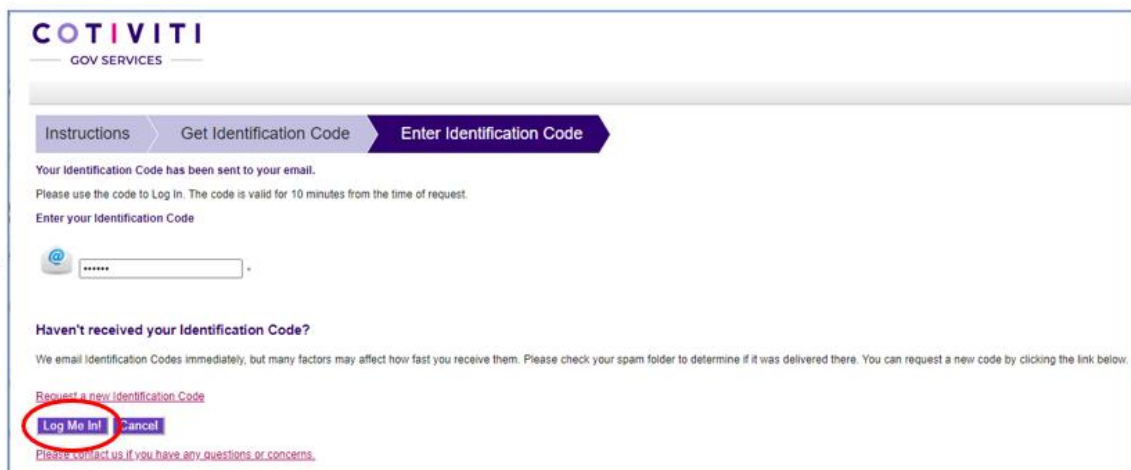 COTIVITI
GOV SERVICES
Instructions Get Identification Code Enter Identification Code
Your Identification Code has been sent to your email.
Please use the code to Log In. The code is valid for 10 minutes from the time of request.
Enter your Identification Code
@ •••••• *
Haven't received your Identification Code?
We email Identification Codes immediately, but many factors may affect how fast you receive them. Please check your spam folder to determine if it was delivered there. You can request a new code by clicking the link below.
Request a new Identification Code
Log Me In! Cancel
Please contact us if you have any questions or concerns.